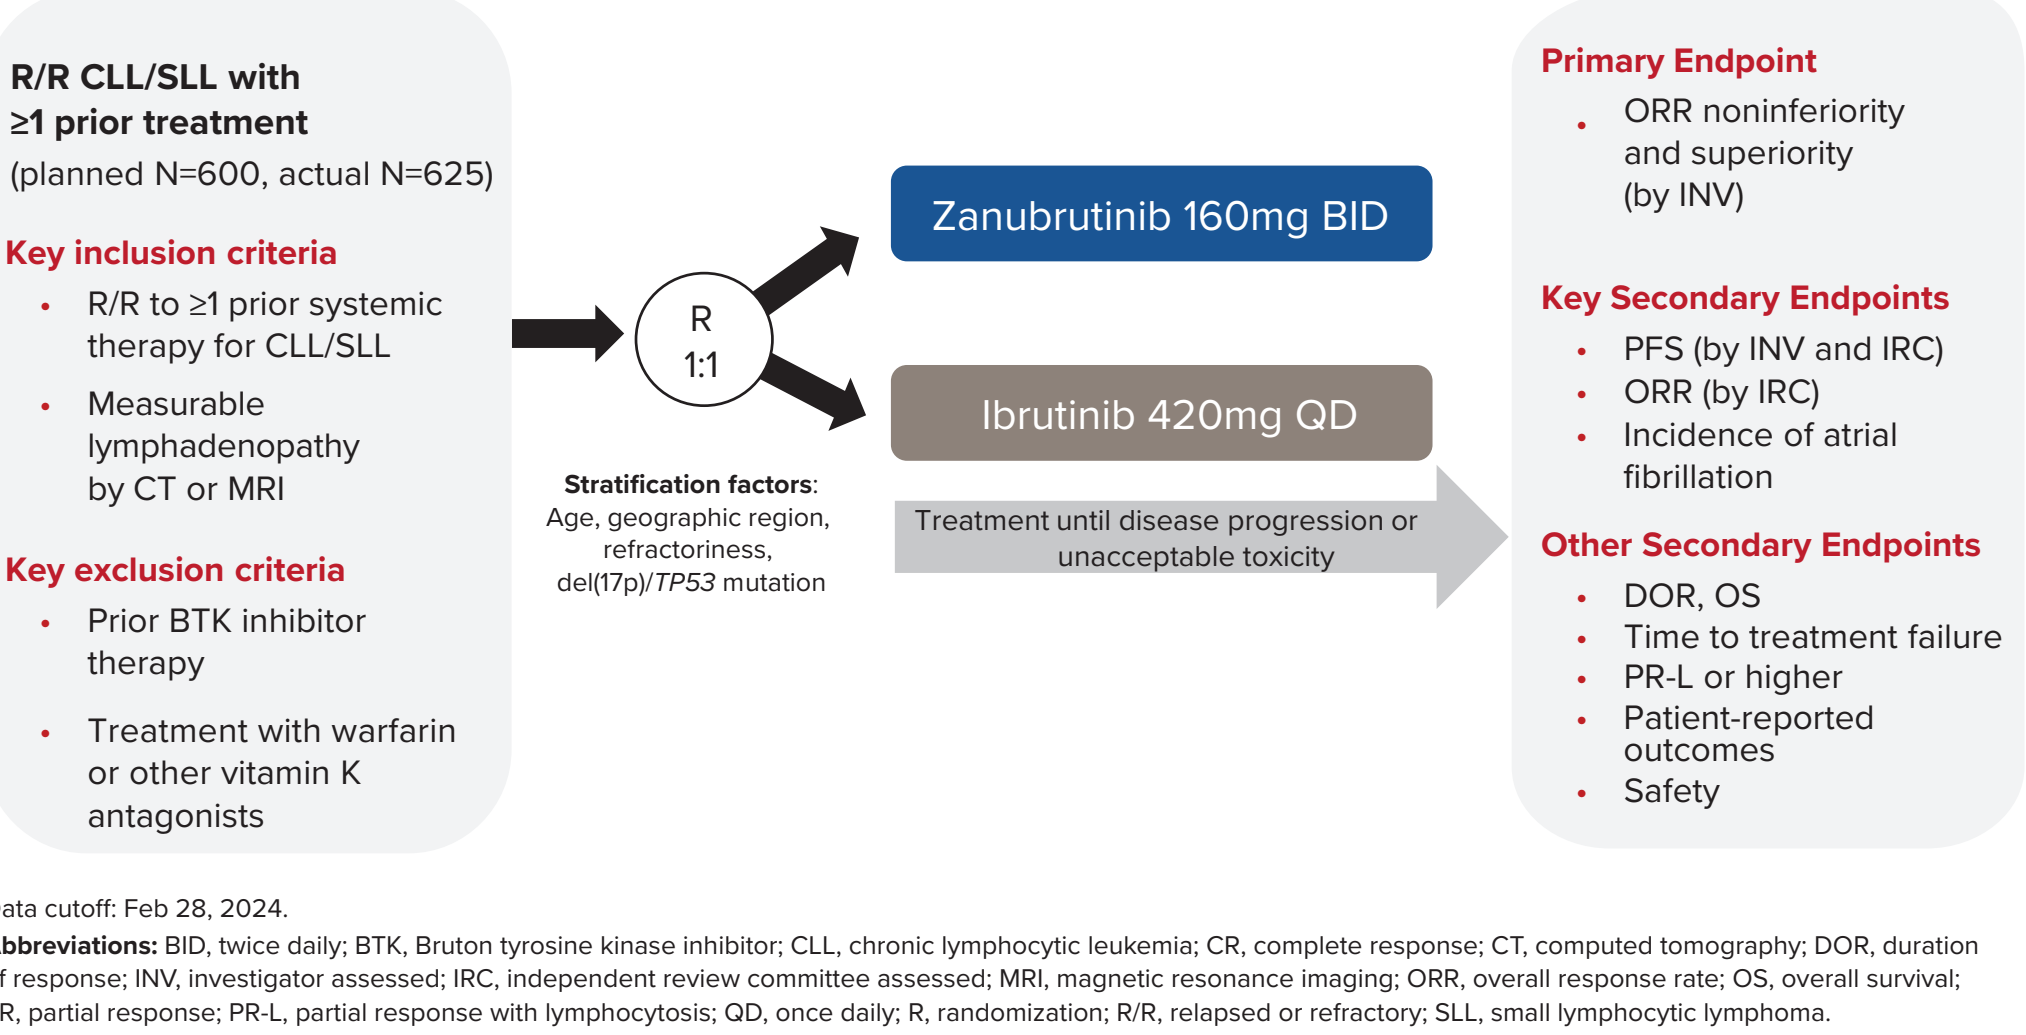 R/R CLL/SLL with
≥1 prior treatment
(planned N=600, actual N=625)
Key inclusion criteria
• R/R to ≥1 prior systemic
therapy for CLL/SLL
• Measurable
lymphadenopathy
by CT or MRI
Key exclusion criteria
• Prior BTK inhibitor
therapy
• Treatment with warfarin
or other vitamin K
antagonists
R
1:1
Stratification factors:
Age, geographic region,
refractoriness,
del(17p)/TP53 mutation
Zanubrutinib 160mg BID
Ibrutinib 420mg QD
Treatment until disease progression or
unacceptable toxicity
Primary Endpoint
• ORR noninferiority
and superiority
(by INV)
Key Secondary Endpoints
• PFS (by INV and IRC)
• ORR (by IRC)
• Incidence of atrial
fibrillation
Other Secondary Endpoints
• DOR, OS
• Time to treatment failure
• PR-L or higher
• Patient-reported
outcomes
• Safety
ata cutoff: Feb 28, 2024.
bbreviations: BID, twice daily; BTK, Bruton tyrosine kinase inhibitor; CLL, chronic lymphocytic leukemia; CR, complete response; CT, computed tomography; DOR, duration
f response; INV, investigator assessed; IRC, independent review committee assessed; MRI, magnetic resonance imaging; ORR, overall response rate; OS, overall survival;
R, partial response; PR-L, partial response with lymphocytosis; QD, once daily; R, randomization; R/R, relapsed or refractory; SLL, small lymphocytic lymphoma.